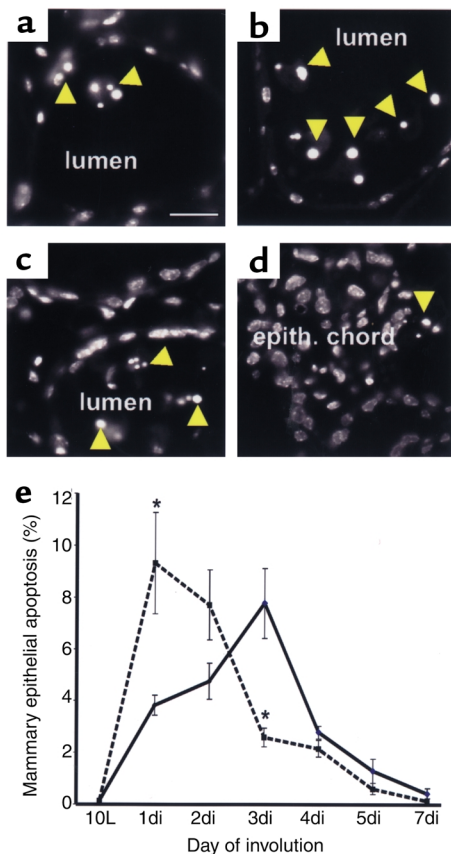 a
lumen
b
lumen
c
lumen
d
epith. chord
e
Mammary epithelial apoptosis (%)
12
10
8
6
4
2
0
*
*
10L 1di 2di 3di 4di 5di 7di
Day of involution